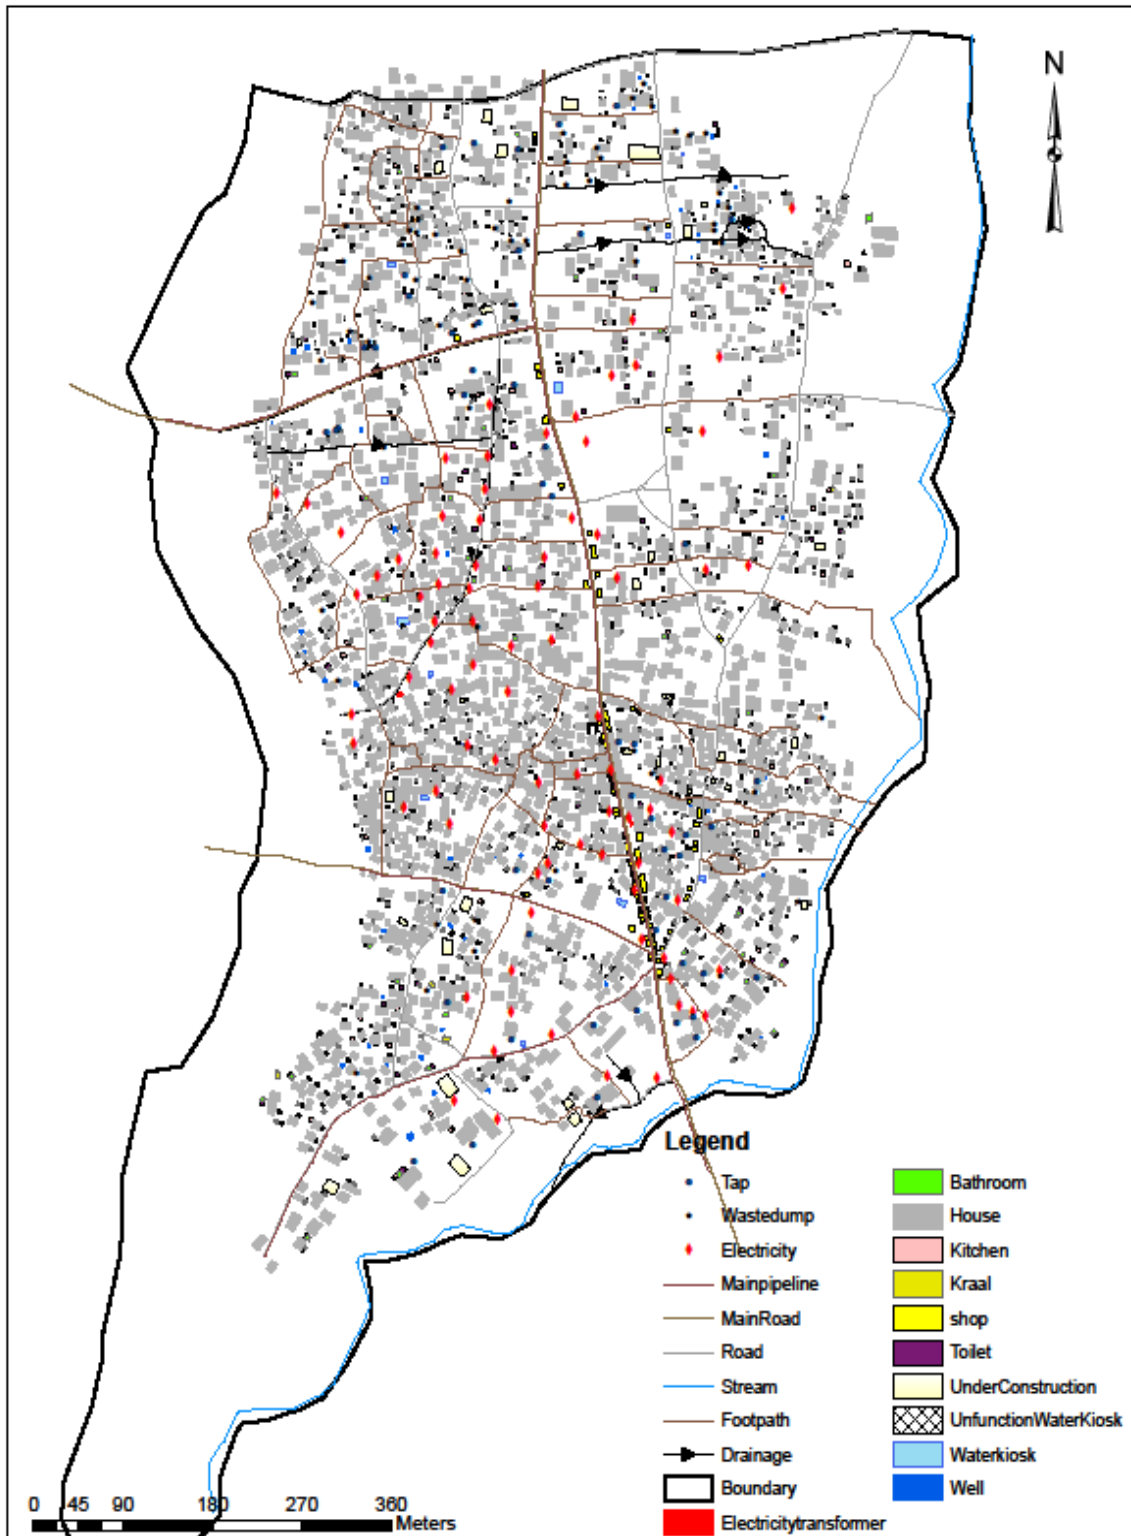 N
Legend
Tap
Wastedump
Electricity
Mainpipeline
MainRoad
Road
Stream
Footpath
Drainage
Boundary
Electricitytransformer
Bathroom
House
Kitchen
Kraal
shop
Toilet
UnderConstruction
UnfunctionWaterKiosk
Waterkiosk
Well
0 45 90 180 270 360
Meters